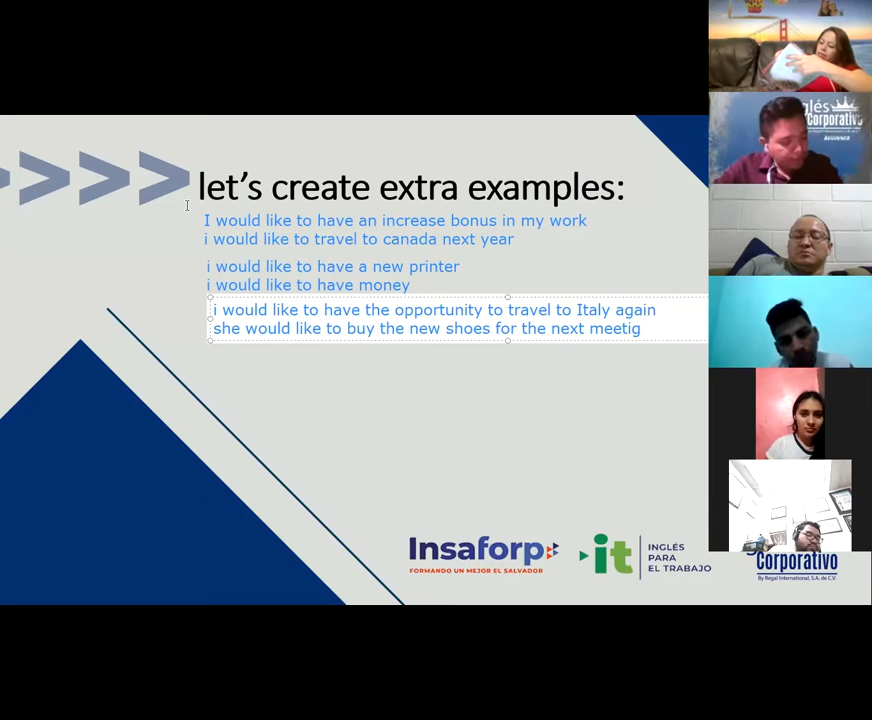 let's create extra examples:
I would like to have an increase bonus in my work
i would like to travel to canada next year
i would like to have a new printer
i would like to have money
i would like to have the opportunity to travel to Italy again
she would like to buy the new shoes for the next meetig
Insaforp
FORMANDO UN MEJOR EL SALVADOR
it
INGLÉS
PARA
EL TRABAJO
Corporativo
By Regal International, S.A. de C.V.
glés
Corporativo
BEGINNER